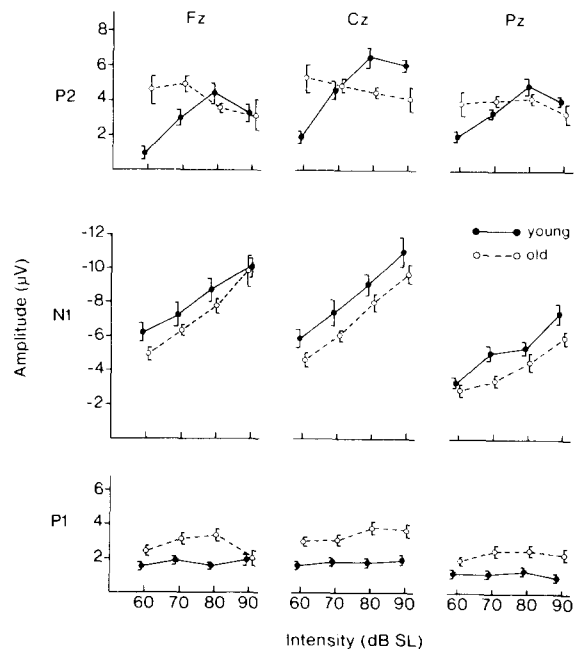 Fz Cz Pz
8
6
4
2
P2
-12
-10
-8
-6
-4
-2
N1
young
old
Amplitude (µV)
6
4
2
P1
60 70 80 90 60 70 80 90 60 70 80 90
Intensity (dB SL)